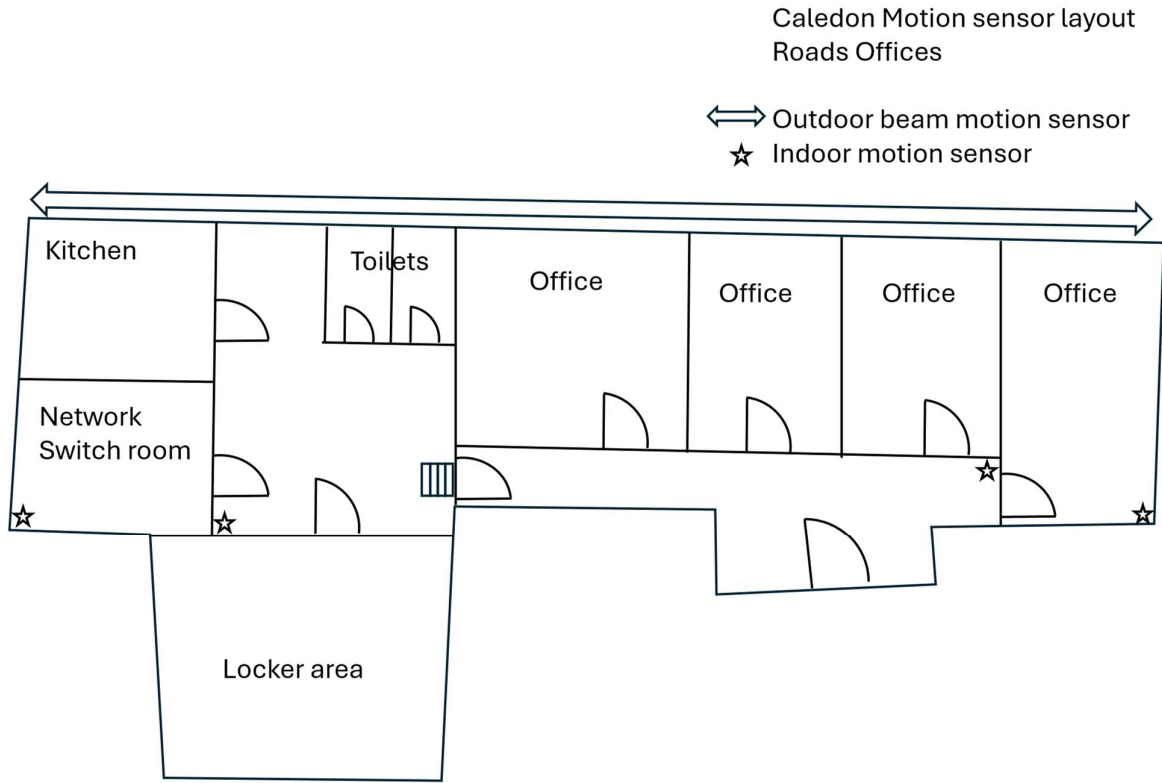 Caledon Motion sensor layout
Roads Offices
Outdoor beam motion sensor
Indoor motion sensor
Kitchen
Toilets
Office
Office
Office
Office
Network
Switch room
Locker area